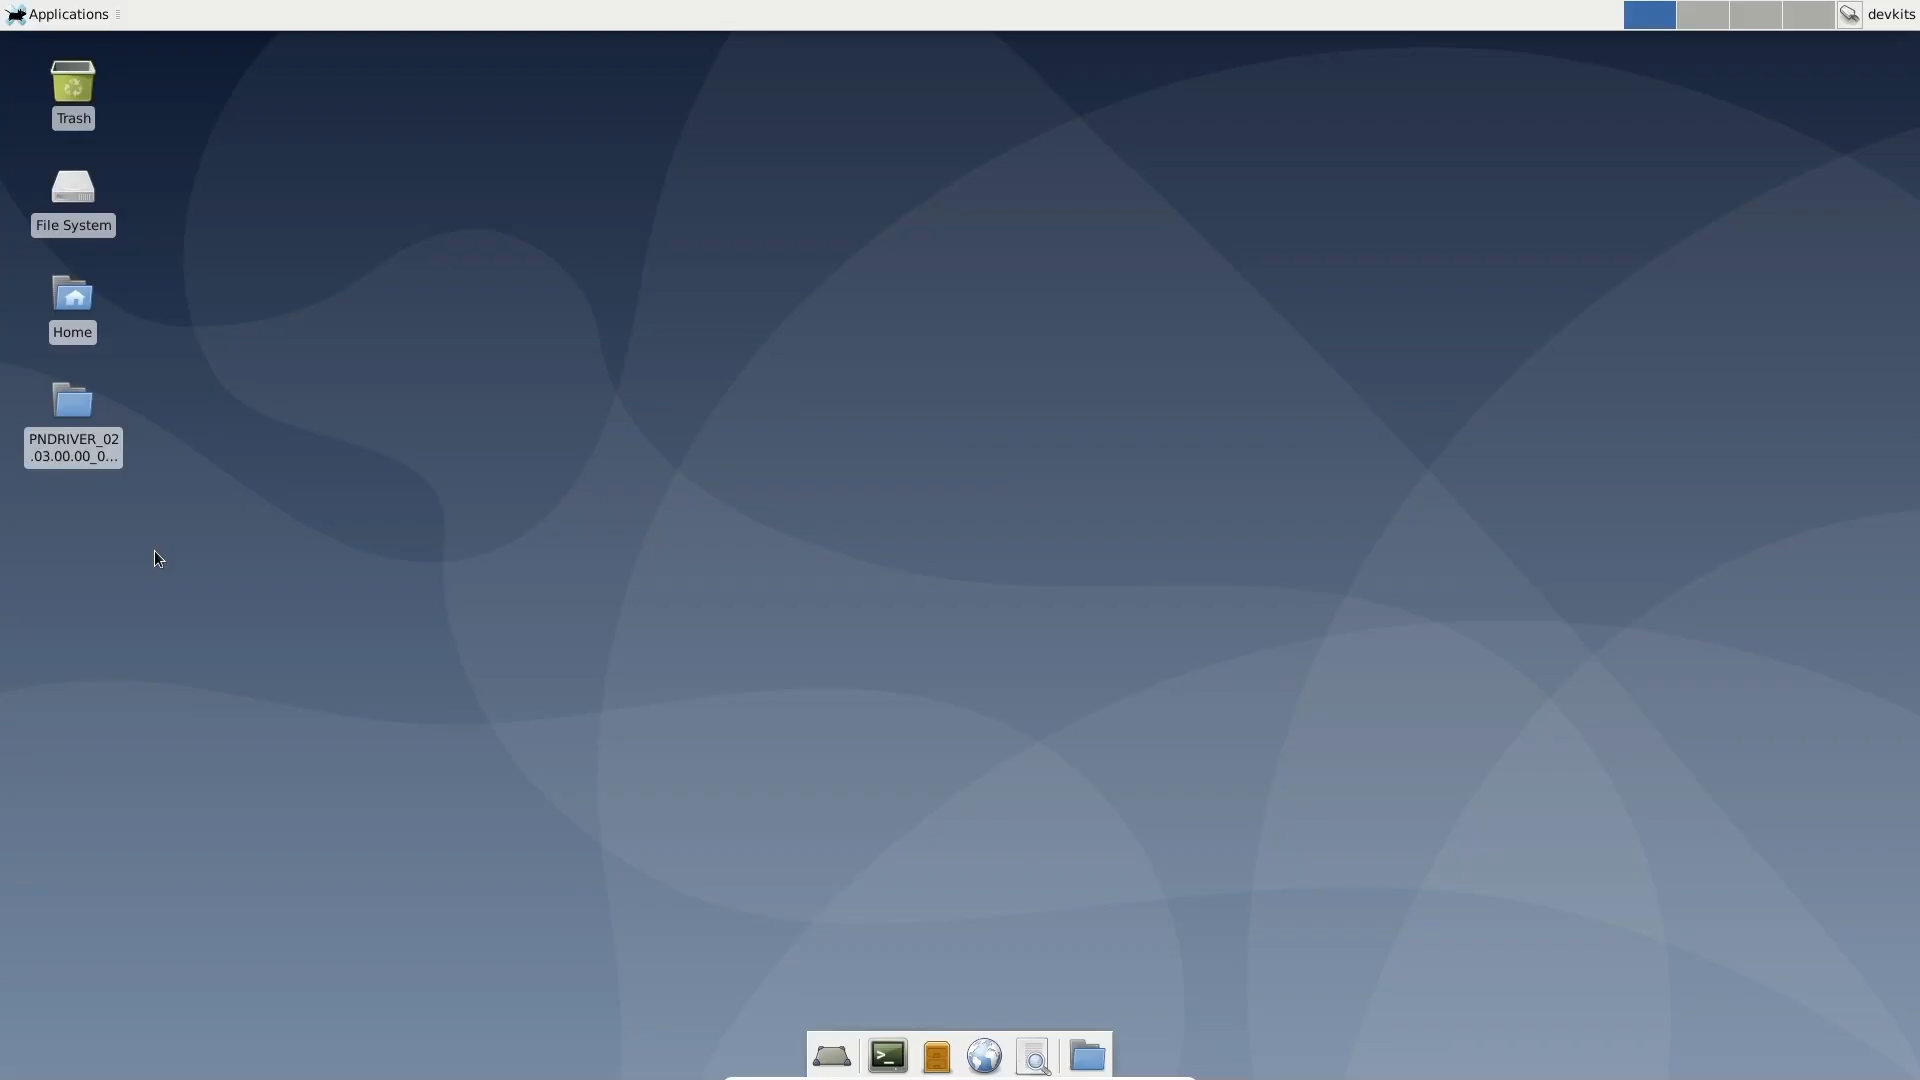 Applications
devkits
Trash
File System
Home
PNDRIVER_02
.03.00.00_0...
>_